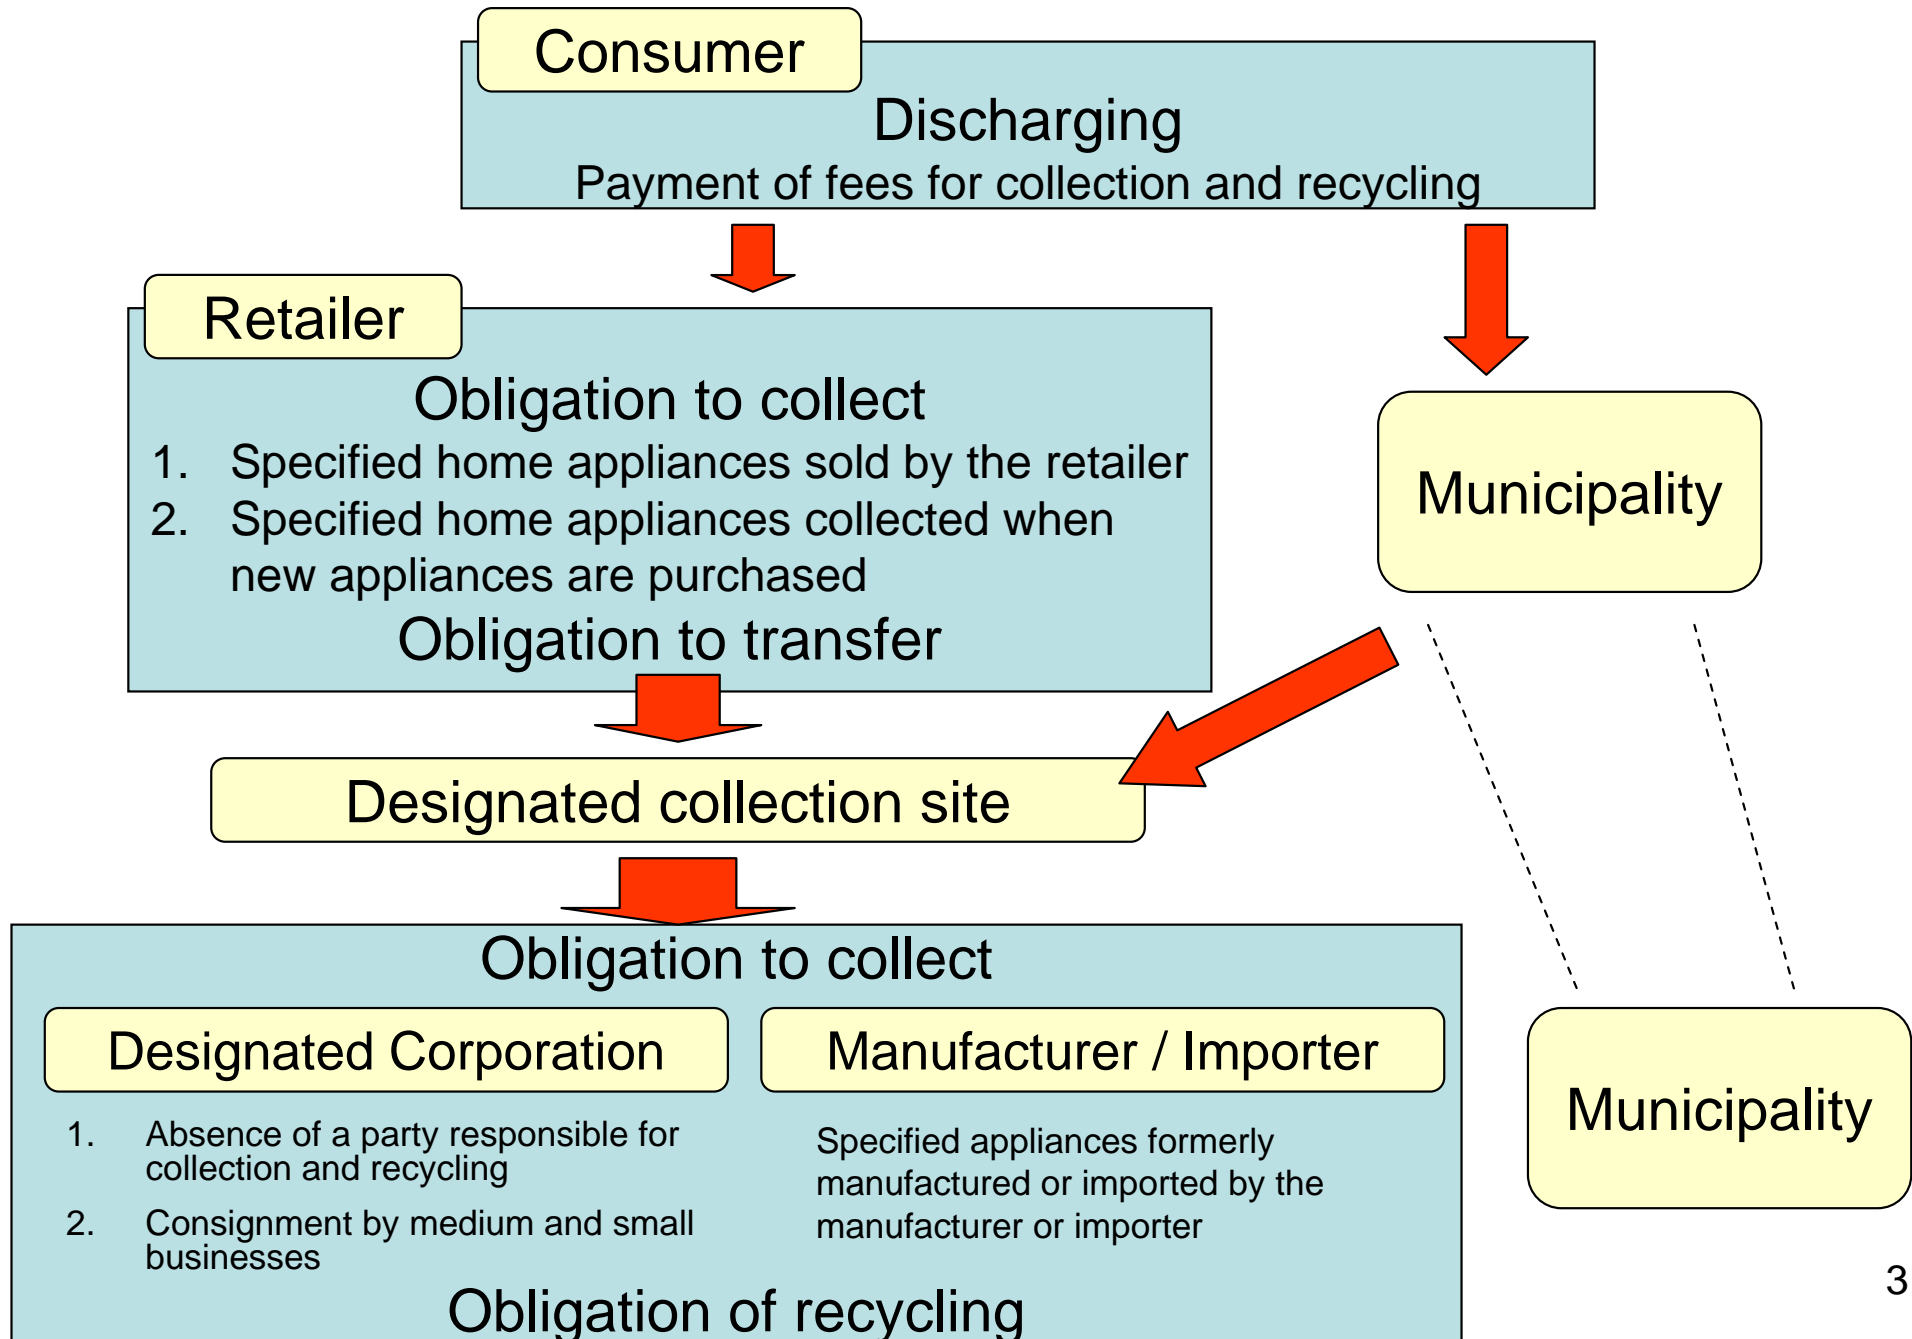 Consumer
Discharging
Payment of fees for collection and recycling
Retailer
Obligation to collect
1. Specified home appliances sold by the retailer
2. Specified home appliances collected when
new appliances are purchased
Obligation to transfer
Municipality
Designated collection site
Obligation to collect
Designated Corporation
1. Absence of a party responsible for
collection and recycling
2. Consignment by medium and small
businesses
Manufacturer / Importer
Specified appliances formerly
manufactured or imported by the
manufacturer or importer
Obligation of recycling
Municipality
3